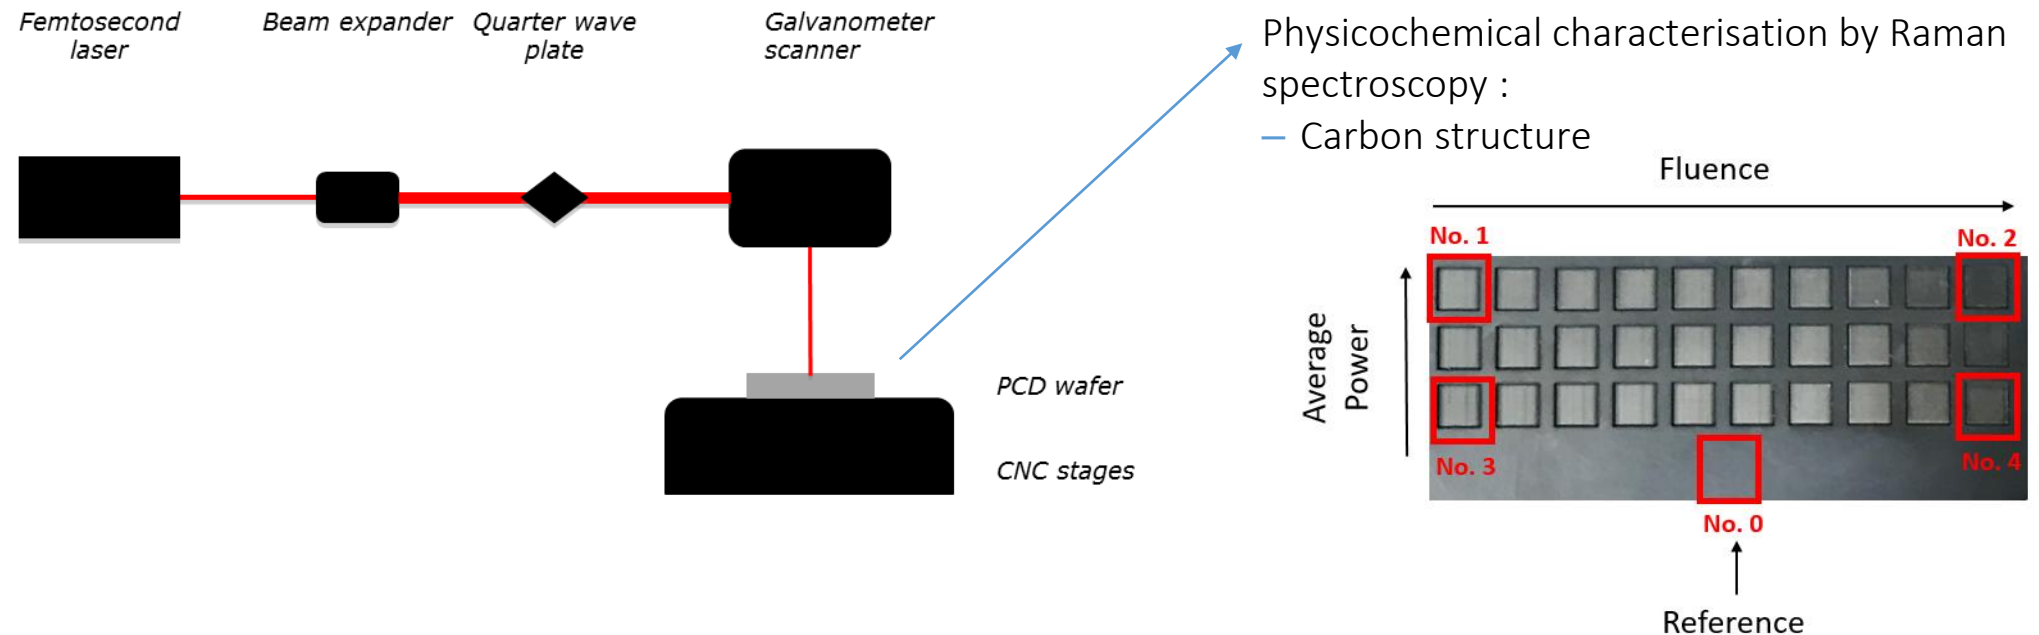 Femtosecond
laser
Beam expander
Quarter wave
plate
Galvanometer
scanner
PCD wafer
CNC stages
Physicochemical characterisation by Raman
spectroscopy :
– Carbon structure
Fluence
No. 1
No. 2
Average
Power
No. 3
No. 4
No. 0
Reference